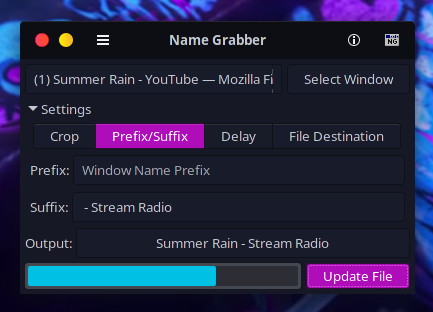 Name Grabber
(1) Summer Rain - YouTube — Mozilla Fi
Select Window
Settings
Crop
Prefix/Suffix
Delay
File Destination
Prefix:
Window Name Prefix
Suffix:
- Stream Radio
Output:
Summer Rain - Stream Radio
Update File